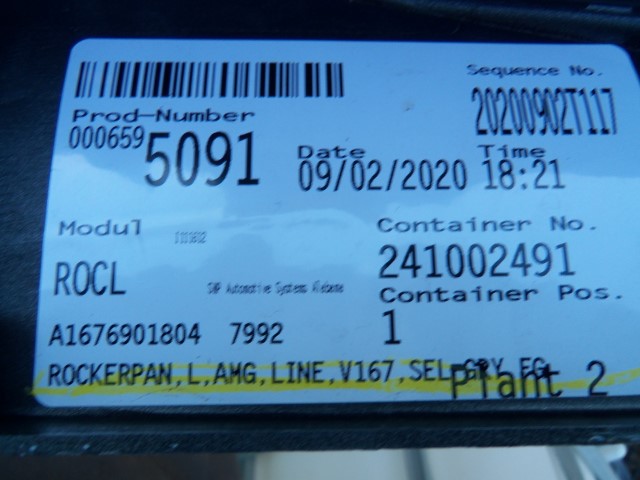 Sequence No.
20200902T117
Prod-Number
000659 5091
Date Time
09/02/2020 18:21
Modul
Container No.
ROCL
241002491
SMP Automotive Systems Alabama
Container Pos.
A1676901804 7992
1
ROCKERPAN,L,AMG,LINE,V167,SEL GRY,EG
Plant 2